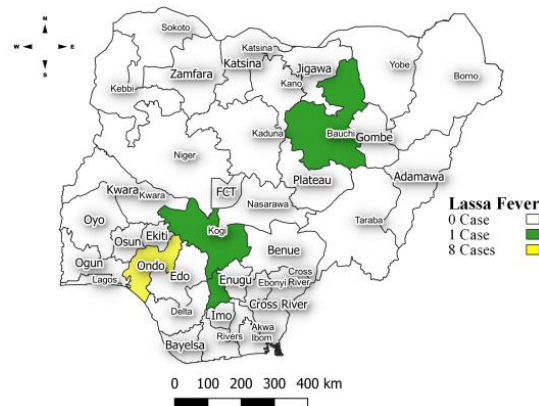 N
W E
S
Sokoto
Katsina
Katsina
Jigawa
Yobe
Borno
Zamfara
Kano
Kebbi
Bauchi
Gombe
Kaduna
Niger
Plateau
Adamawa
FCT
Kwara
Kwara
Nasarawa
Taraba
Oyo
Kogi
Osun
Ekiti
Benue
Ogun
Ondo
Edo
Enugu
Ebonyi
Cross
River
Lagos
Cross River
Delta
Imo
Bayelsa
Rivers
Akwa
Ibom
Lassa Fever
0 Case
1 Case
8 Cases
0 100 200 300 400 km